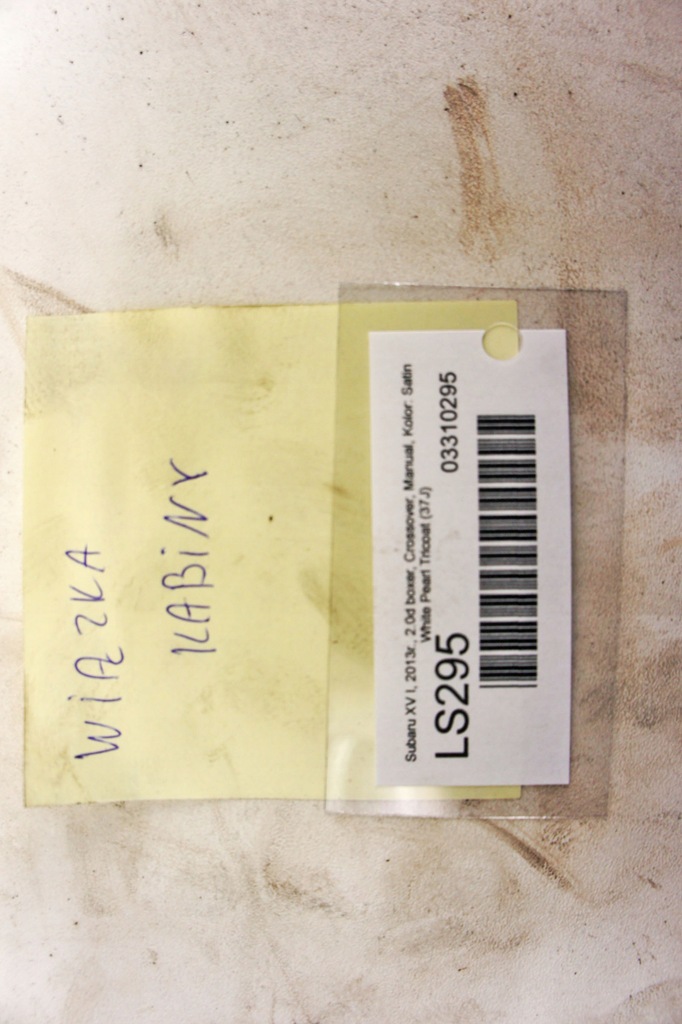 WIĄZKA
KABINY
Subaru XV I, 2013r., 2.0d boxer, Crossover, Manual, Kolor: Satin
White Pearl Tricoat (37J)
LS295
03310295